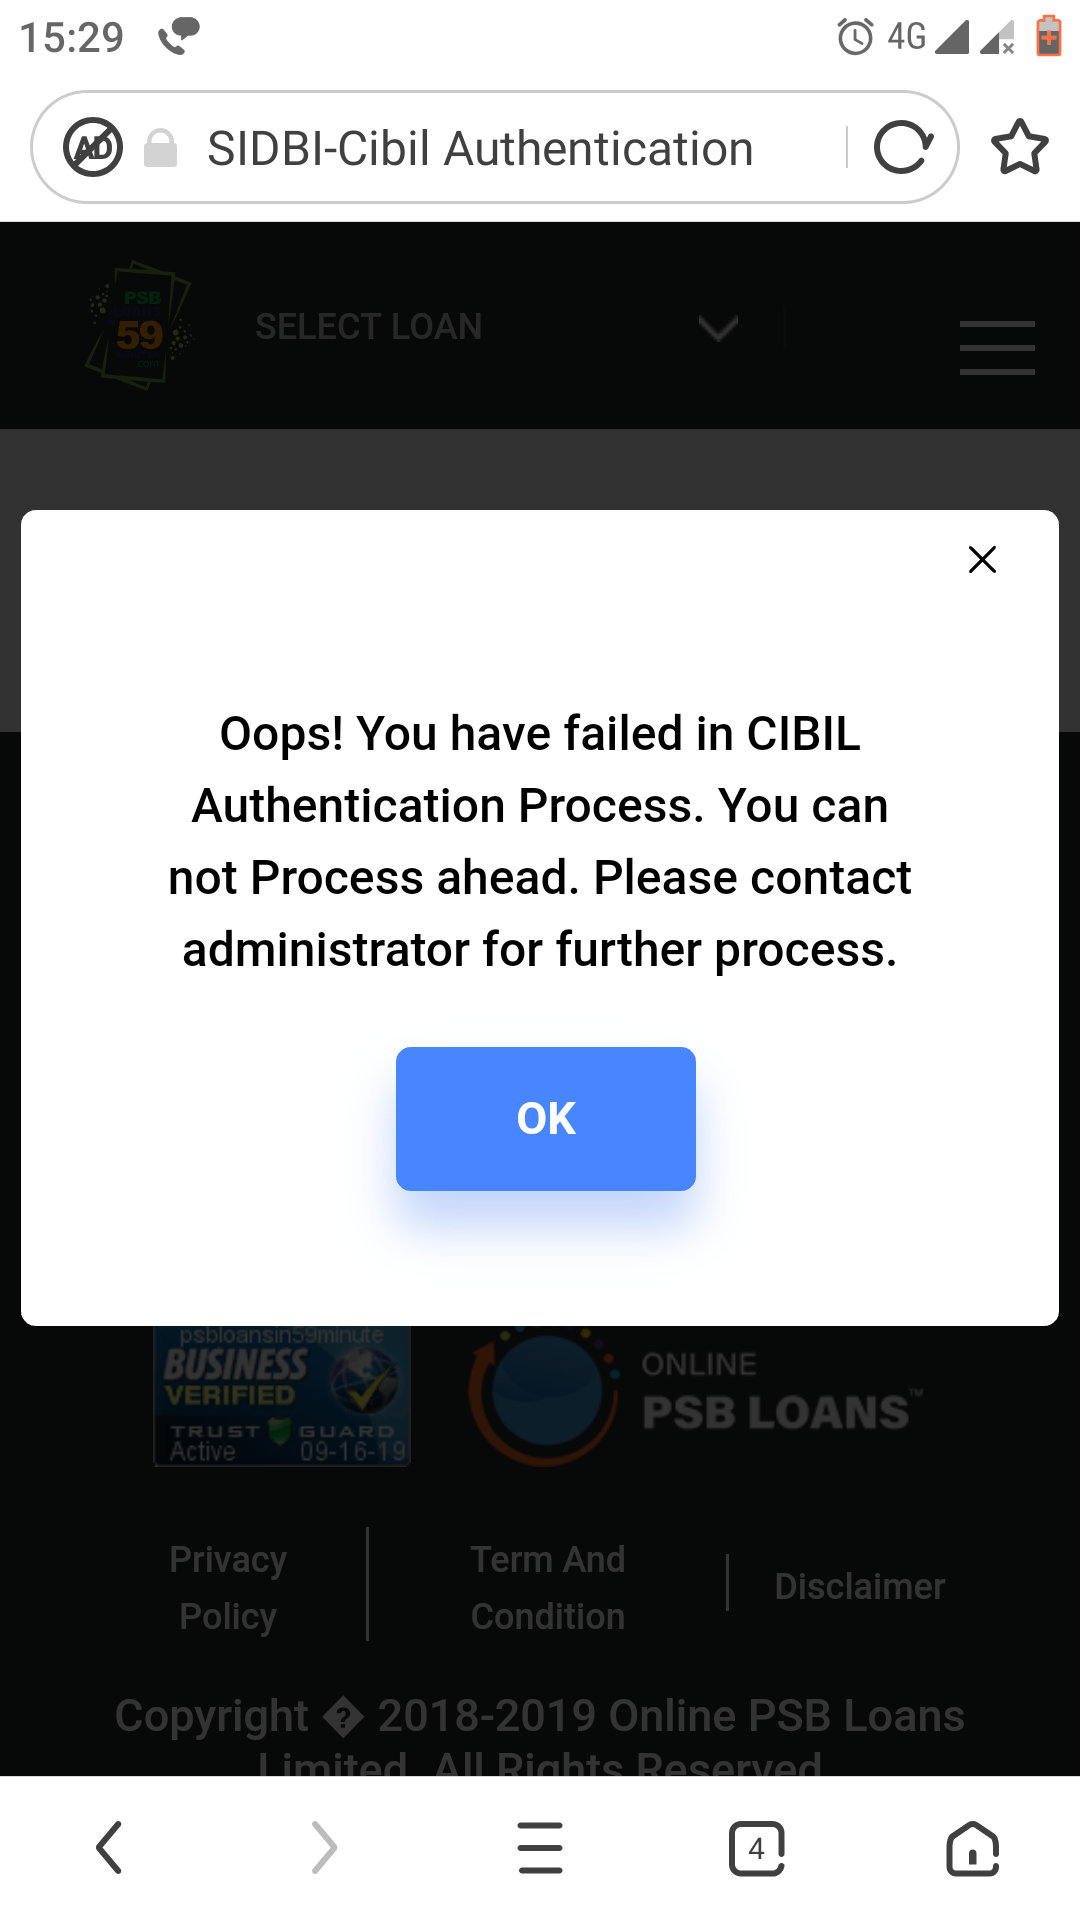 15:29
4G
AD
SIDBI-Cibil Authentication
PSB
59
com
SELECT LOAN
Oops! You have failed in CIBIL
Authentication Process. You can
not Process ahead. Please contact
administrator for further process.
OK
psbloansin59minute
BUSINESS
VERIFIED
TRUST GUARD
Active 09-16-19
ONLINE
PSB LOANS™
Privacy
Policy
Term And
Condition
Disclaimer
Copyright � 2018-2019 Online PSB Loans
Limited. All Rights Reserved
4